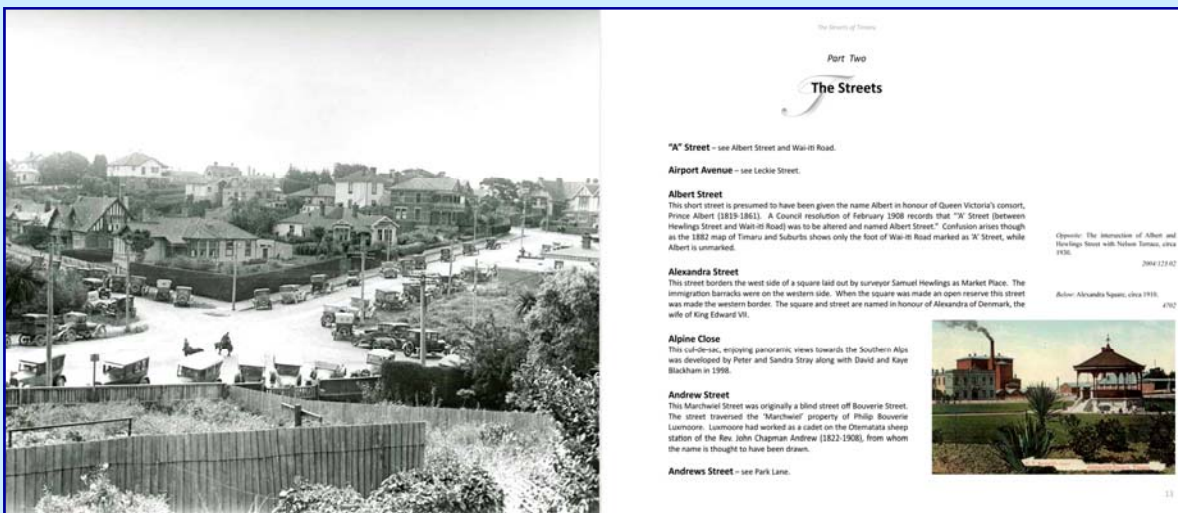 The Streets of Timaru
Part Two
The Streets
"A" Street – see Albert Street and Wai-iti Road.
Airport Avenue – see Leckie Street.
Albert Street
This short street is presumed to have been given the name Albert in honour of Queen Victoria's consort,
Prince Albert (1819-1861). A Council resolution of February 1908 records that "'A' Street (between
Hewlings Street and Wait-iti Road) was to be altered and named Albert Street." Confusion arises though
as the 1882 map of Timaru and Suburbs shows only the foot of Wai-iti Road marked as 'A' Street, while
Albert is unmarked.
Opposite: The intersection of Albert and
Hewlings Street with Nelson Terrace, circa
1930.
2004/123.02
Alexandra Street
This street borders the west side of a square laid out by surveyor Samuel Hewlings as Market Place. The
immigration barracks were on the western side. When the square was made an open reserve this street
was made the western border. The square and street are named in honour of Alexandra of Denmark, the
wife of King Edward VII.
Below: Alexandra Square, circa 1910.
4702
Alpine Close
This cul-de-sac, enjoying panoramic views towards the Southern Alps
was developed by Peter and Sandra Stray along with David and Kaye
Blackham in 1998.
Andrew Street
This Marchwiel Street was originally a blind street off Bouverie Street.
The street traversed the 'Marchwiel' property of Philip Bouverie
Luxmoore. Luxmoore had worked as a cadet on the Otematata sheep
station of the Rev. John Chapman Andrew (1822-1908), from whom
the name is thought to have been drawn.
Andrews Street – see Park Lane.
13